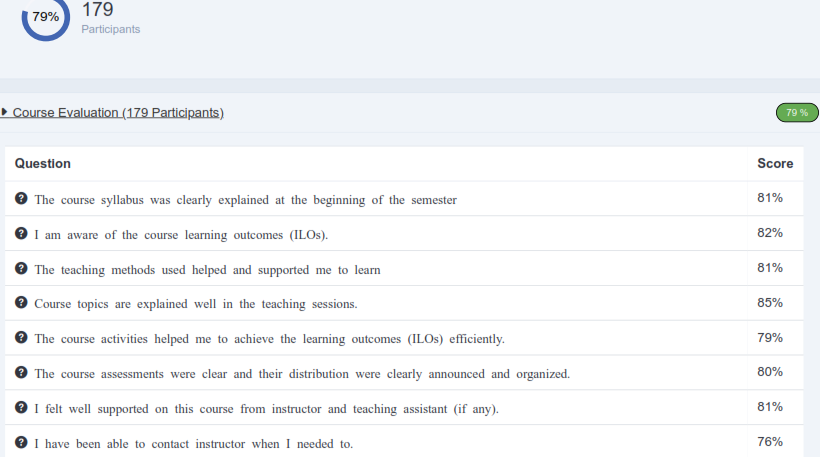 79%
179
Participants
Course Evaluation (179 Participants)
79 %
Question Score
The course syllabus was clearly explained at the beginning of the semester 81%
I am aware of the course learning outcomes (ILOs). 82%
The teaching methods used helped and supported me to learn 81%
Course topics are explained well in the teaching sessions. 85%
The course activities helped me to achieve the learning outcomes (ILOs) efficiently. 79%
The course assessments were clear and their distribution were clearly announced and organized. 80%
I felt well supported on this course from instructor and teaching assistant (if any). 81%
I have been able to contact instructor when I needed to. 76%